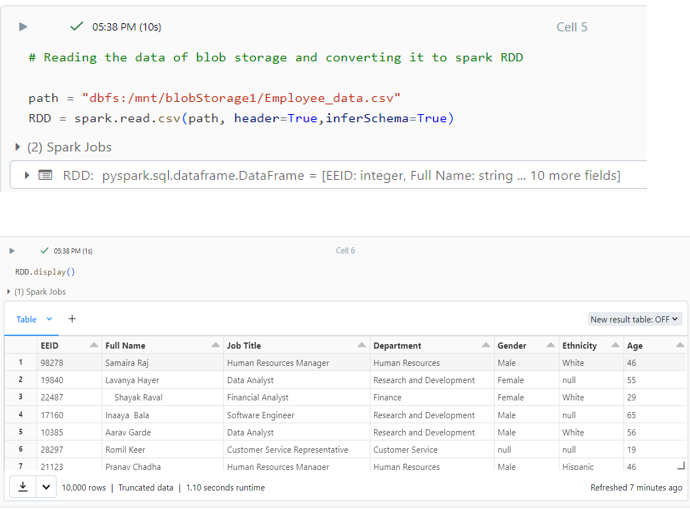 05:38 PM (10s)
Cell 5
# Reading the data of blob storage and converting it to spark RDD
path = "dbfs:/mnt/blobStorage1/Employee_data.csv"
RDD = spark.read.csv(path, header=True,inferSchema=True)
(2) Spark Jobs
RDD: pyspark.sql.dataframe.DataFrame = [EEID: integer, Full Name: string ... 10 more fields]
05:38 PM (1s)
Cell 6
RDD.display()
(1) Spark Jobs
Table
+
New result table: OFF
EEID Full Name Job Title Department Gender Ethnicity Age
1 98278 Samaira Raj Human Resources Manager Human Resources Male White 46
2 19840 Lavanya Hayer Data Analyst Research and Development Female null 55
3 22487 Shayak Raval Financial Analyst Finance Female White 29
4 17160 Inaaya Bala Software Engineer Research and Development Male null 65
5 10385 Aarav Garde Data Analyst Research and Development Male White 56
6 28297 Romil Keer Customer Service Representative Customer Service null null 19
7 21123 Pranav Chadha Human Resources Manager Human Resources Male Hispanic 46
10,000 rows | Truncated data | 1.10 seconds runtime
Refreshed 7 minutes ago